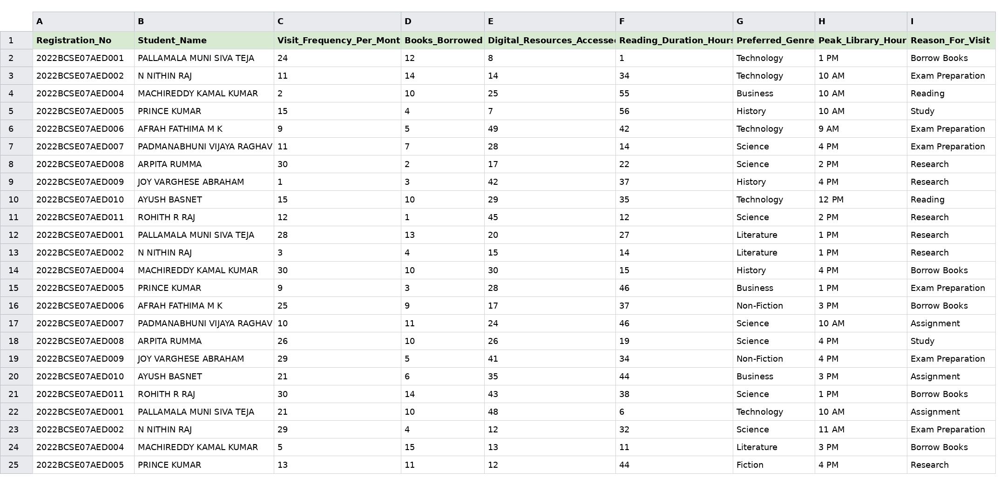 A B C D E F G H I
1 Registration_No Student_Name Visit_Frequency_Per_Mont Books_Borrowed Digital_Resources_Accessed Reading_Duration_Hours Preferred_Genre Peak_Library_Hour Reason_For_Visit
2 2022BCSE07AED001 PALLAMALA MUNI SIVA TEJA 24 12 8 1 Technology 1 PM Borrow Books
3 2022BCSE07AED002 N NITHIN RAJ 11 14 14 34 Technology 10 AM Exam Preparation
4 2022BCSE07AED004 MACHIREDDY KAMAL KUMAR 2 10 25 55 Business 10 AM Reading
5 2022BCSE07AED005 PRINCE KUMAR 15 4 7 56 History 10 AM Study
6 2022BCSE07AED006 AFRAH FATHIMA M K 9 5 49 42 Technology 9 AM Exam Preparation
7 2022BCSE07AED007 PADMANABHUNI VIJAYA RAGHAV 11 7 28 14 Science 4 PM Exam Preparation
8 2022BCSE07AED008 ARPITA RUMMA 30 2 17 22 Science 2 PM Research
9 2022BCSE07AED009 JOY VARGHESE ABRAHAM 1 3 42 37 History 4 PM Research
10 2022BCSE07AED010 AYUSH BASNET 15 10 29 35 Technology 12 PM Reading
11 2022BCSE07AED011 ROHITH R RAJ 12 1 45 12 Science 2 PM Research
12 2022BCSE07AED001 PALLAMALA MUNI SIVA TEJA 28 13 20 27 Literature 1 PM Research
13 2022BCSE07AED002 N NITHIN RAJ 3 4 15 14 Literature 1 PM Research
14 2022BCSE07AED004 MACHIREDDY KAMAL KUMAR 30 10 30 15 History 4 PM Borrow Books
15 2022BCSE07AED005 PRINCE KUMAR 9 3 28 46 Business 1 PM Exam Preparation
16 2022BCSE07AED006 AFRAH FATHIMA M K 25 9 17 37 Non-Fiction 3 PM Borrow Books
17 2022BCSE07AED007 PADMANABHUNI VIJAYA RAGHAV 10 11 24 46 Science 10 AM Assignment
18 2022BCSE07AED008 ARPITA RUMMA 26 10 26 19 Science 4 PM Study
19 2022BCSE07AED009 JOY VARGHESE ABRAHAM 29 5 41 34 Non-Fiction 4 PM Exam Preparation
20 2022BCSE07AED010 AYUSH BASNET 21 6 35 44 Business 3 PM Assignment
21 2022BCSE07AED011 ROHITH R RAJ 30 14 43 38 Science 1 PM Borrow Books
22 2022BCSE07AED001 PALLAMALA MUNI SIVA TEJA 21 10 48 6 Technology 10 AM Assignment
23 2022BCSE07AED002 N NITHIN RAJ 29 4 12 32 Science 11 AM Exam Preparation
24 2022BCSE07AED004 MACHIREDDY KAMAL KUMAR 5 15 13 11 Literature 3 PM Borrow Books
25 2022BCSE07AED005 PRINCE KUMAR 13 11 12 44 Fiction 4 PM Research